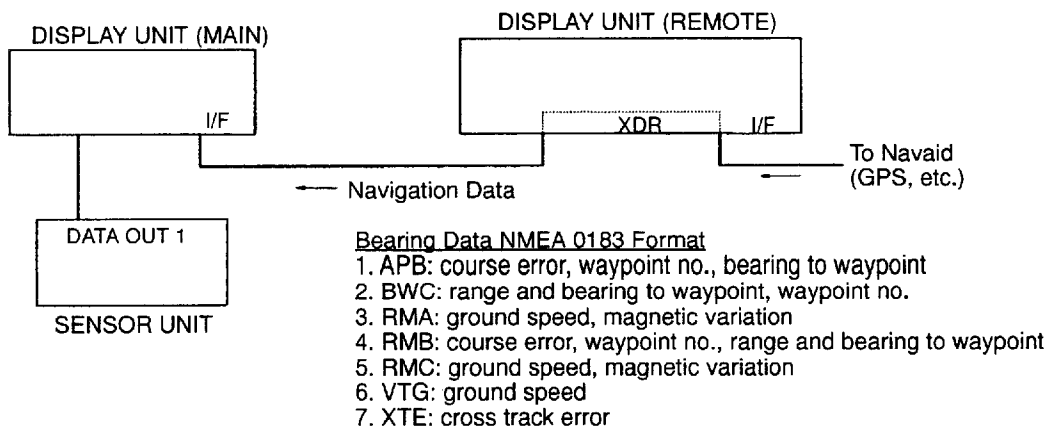 DISPLAY UNIT (MAIN)
DISPLAY UNIT (REMOTE)
I/F
XDR
I/F
To Navaid
(GPS, etc.)
Navigation Data
DATA OUT 1
SENSOR UNIT
Bearing Data NMEA 0183 Format
1. APB: course error, waypoint no., bearing to waypoint
2. BWC: range and bearing to waypoint, waypoint no.
3. RMA: ground speed, magnetic variation
4. RMB: course error, waypoint no., range and bearing to waypoint
5. RMC: ground speed, magnetic variation
6. VTG: ground speed
7. XTE: cross track error